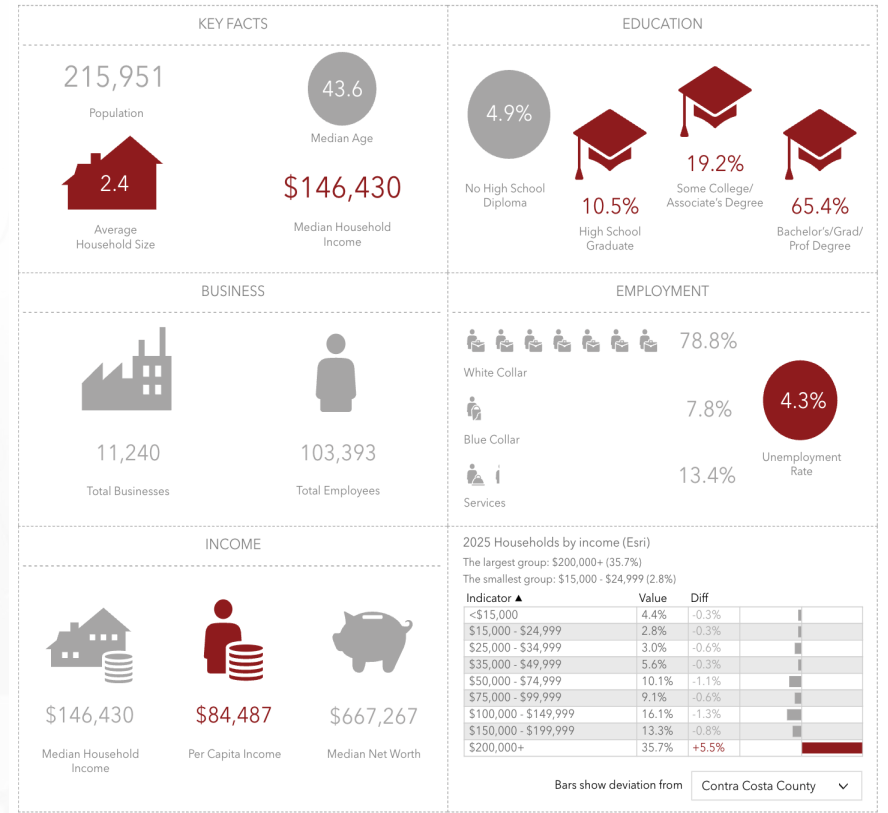 KEY FACTS
215,951
Population
43.6
Median Age
2.4
Average
Household Size
$146,430
Median Household
Income
EDUCATION
4.9%
No High School
Diploma
10.5%
High School
Graduate
19.2%
Some College/
Associate's Degree
65.4%
Bachelor's/Grad/
Prof Degree
BUSINESS
11,240
Total Businesses
103,393
Total Employees
EMPLOYMENT
78.8%
White Collar
7.8%
Blue Collar
13.4%
Services
4.3%
Unemployment
Rate
INCOME
$146,430
Median Household
Income
$84,487
Per Capita Income
$667,267
Median Net Worth
2025 Households by income (Esri)
The largest group: $200,000+ (35.7%)
The smallest group: $15,000 - $24,999 (2.8%)
Indicator ▲ Value Diff
<$15,000 4.4% -0.3%
$15,000 - $24,999 2.8% -0.3%
$25,000 - $34,999 3.0% -0.6%
$35,000 - $49,999 5.6% -0.3%
$50,000 - $74,999 10.1% -1.1%
$75,000 - $99,999 9.1% -0.6%
$100,000 - $149,999 16.1% -1.3%
$150,000 - $199,999 13.3% -0.8%
$200,000+ 35.7% +5.5%
Bars show deviation from Contra Costa County